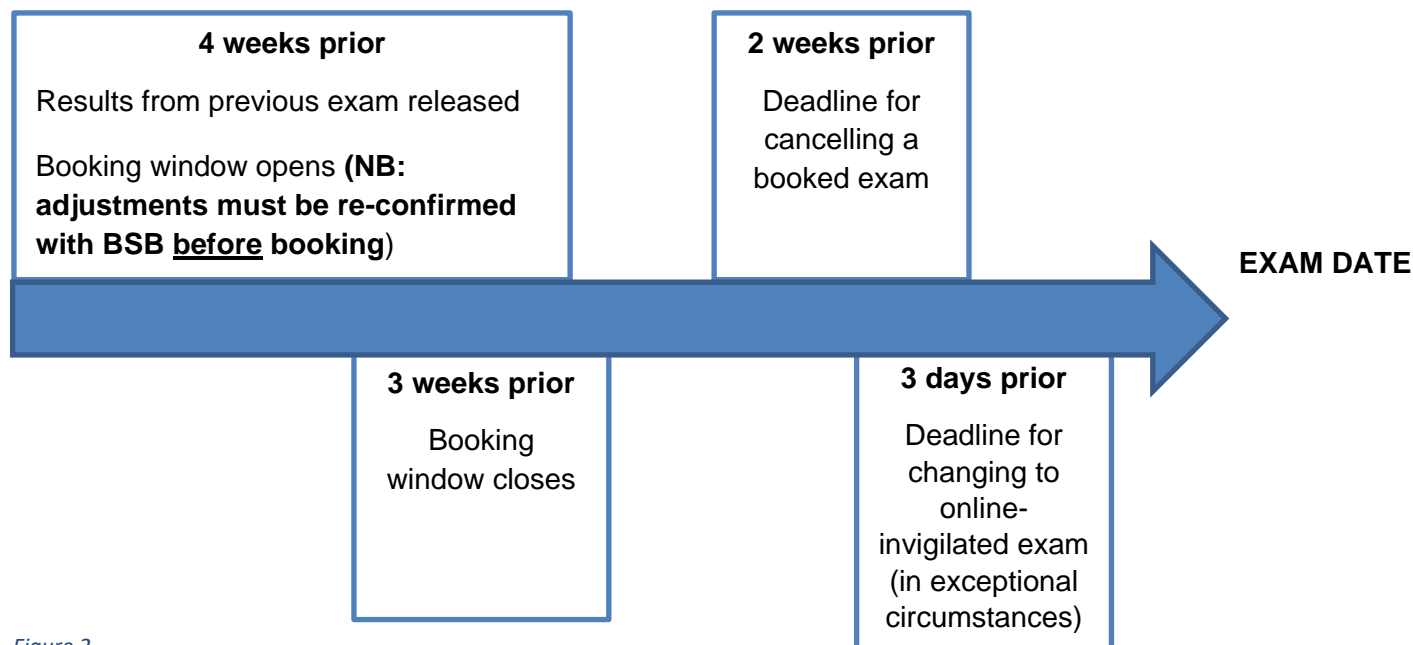 4 weeks prior
Results from previous exam released
Booking window opens (NB:
adjustments must be re-confirmed
with BSB before booking)
2 weeks prior
Deadline for
cancelling a
booked exam
EXAM DATE
3 weeks prior
Booking
window closes
3 days prior
Deadline for
changing to
online-
invigilated exam
(in exceptional
circumstances)
Figure 2